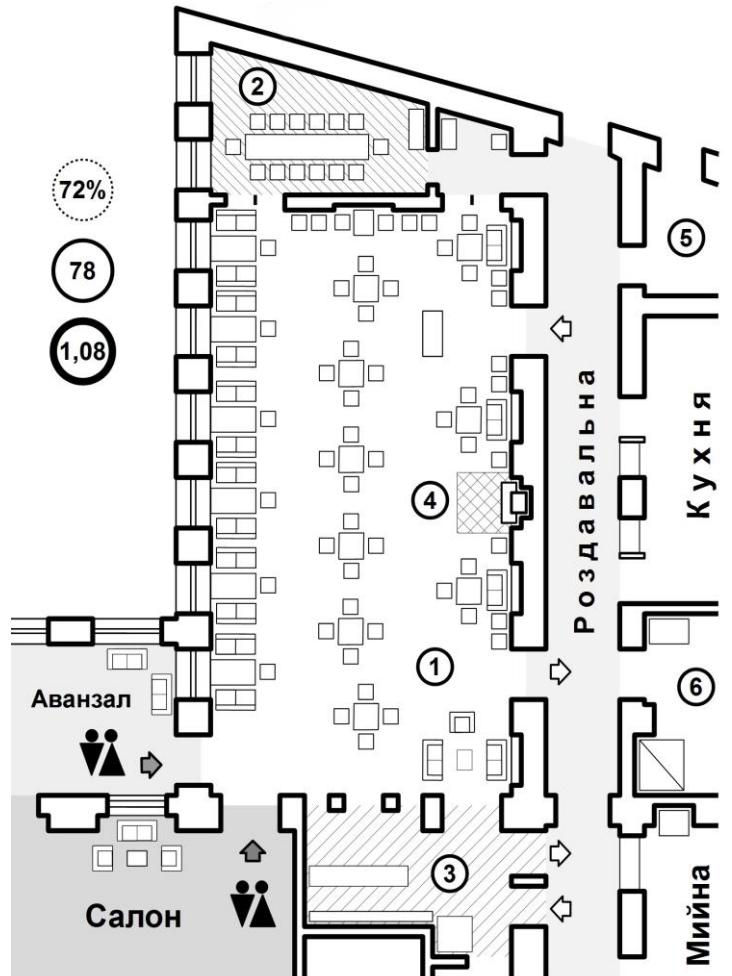 2
72%
5
78
1,08
Роздавальна
Кухня
4
1
6
Аванзал
3
Салон
Мийна